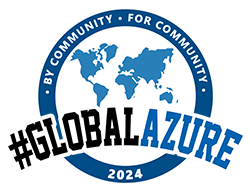 • BY COMMUNITY • FOR COMMUNITY •
#GLOBALAZURE
2024